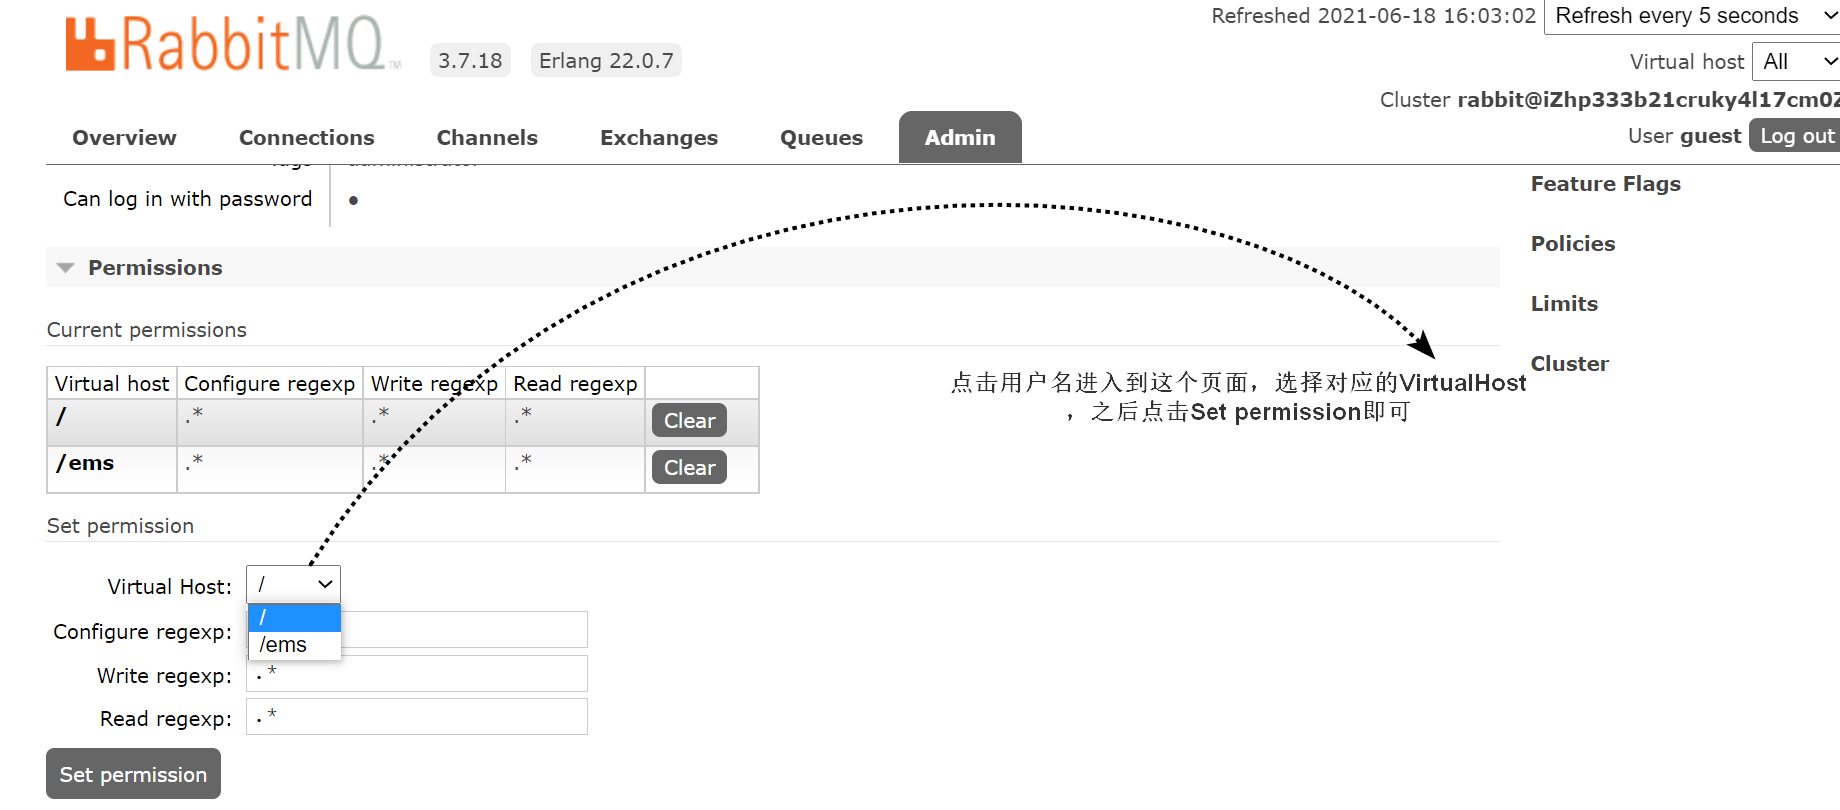 RabbitMQ TM 3.7.18 Erlang 22.0.7
Refreshed 2021-06-18 16:03:02 Refresh every 5 seconds
Virtual host All
Cluster rabbit@iZhp333b21cruky4l17cm0Z
User guest Log out
Overview Connections Channels Exchanges Queues Admin
Can log in with password ●
Feature Flags
Policies
Limits
Cluster
Permissions
Current permissions
Virtual host Configure regexp Write regexp Read regexp
/ .* .* .* Clear
/ems .* .* .* Clear
点击用户名进入到这个页面，选择对应的VirtualHost
，之后点击Set permission即可
Set permission
Virtual Host: /
/
/ems
Configure regexp:
Write regexp: .*
Read regexp: .*
Set permission